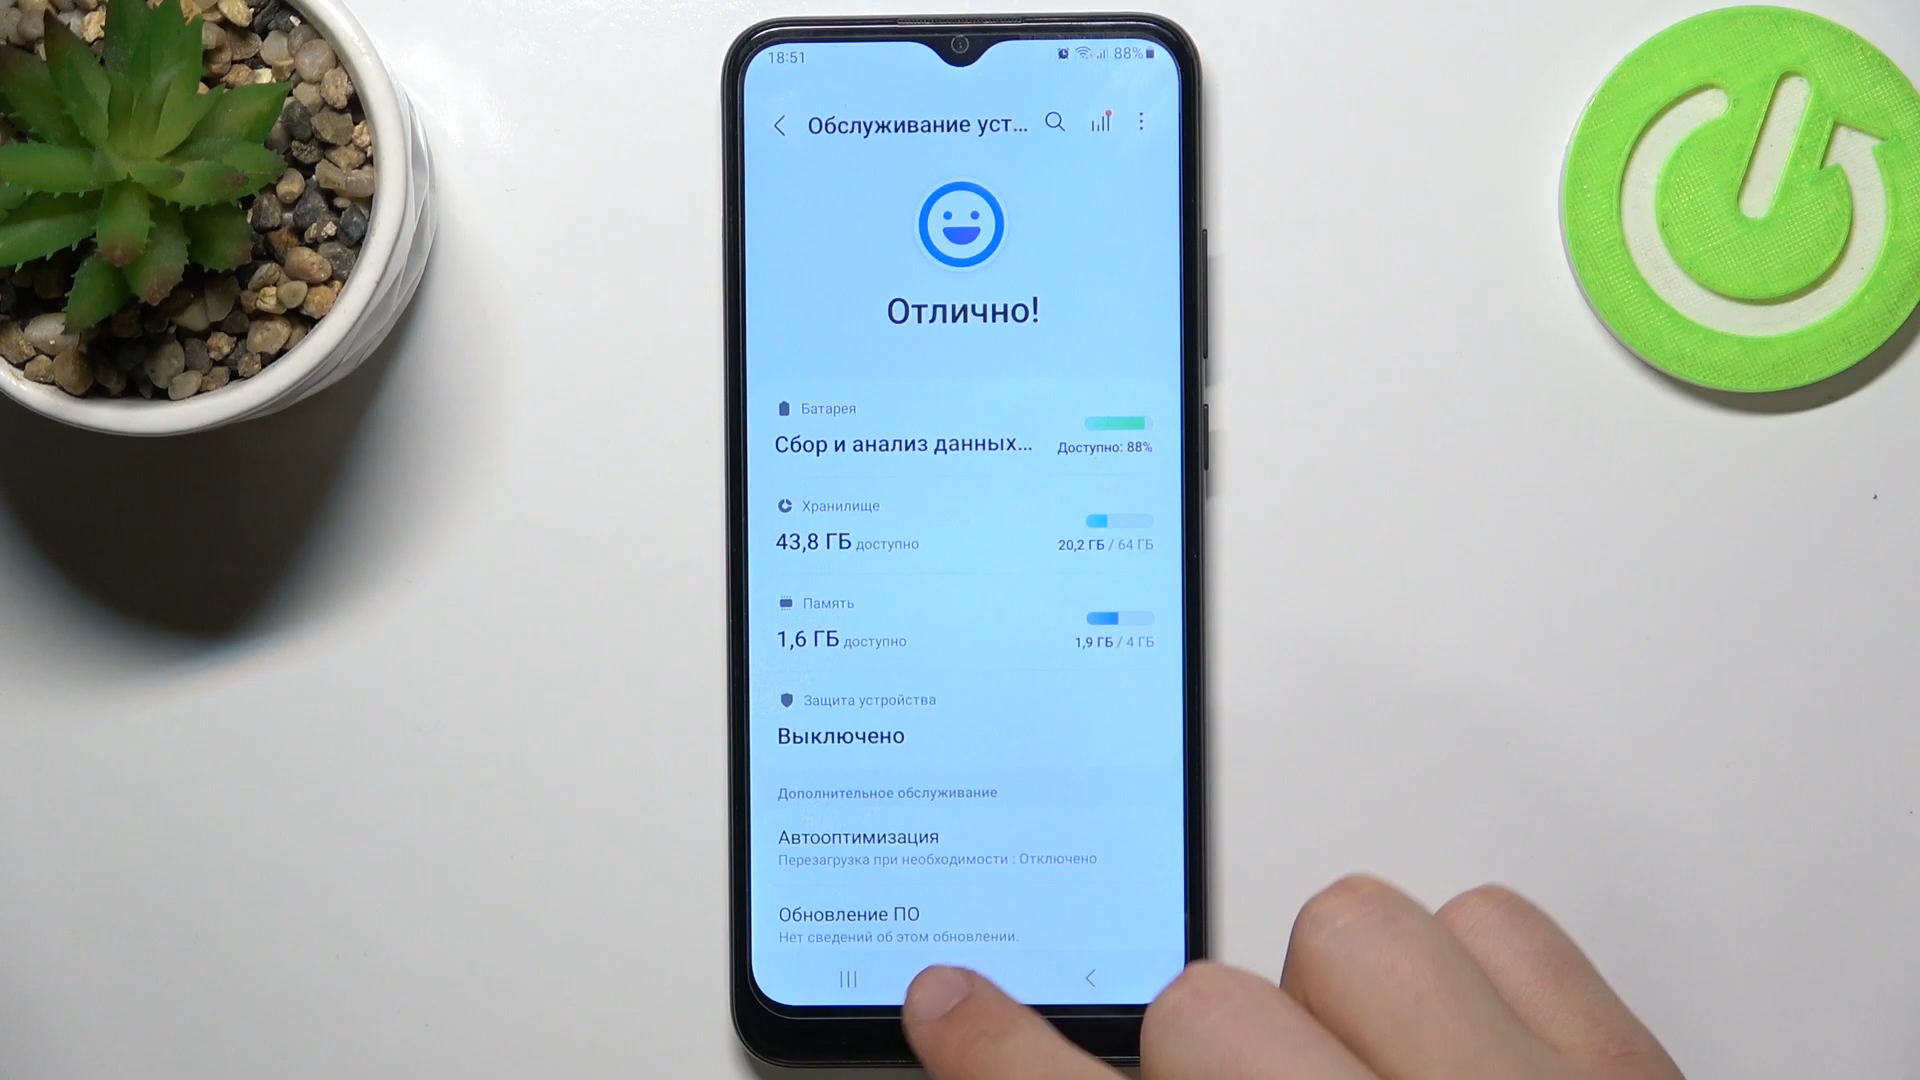 18:51
88%
Обслуживание уст...
Отлично!
Батарея
Сбор и анализ данных...
Доступно: 88%
Хранилище
43,8 ГБ доступно
20,2 ГБ / 64 ГБ
Память
1,6 ГБ доступно
1,9 ГБ / 4 ГБ
Защита устройства
Выключено
Дополнительное обслуживание
Автооптимизация
Перезагрузка при необходимости : Отключено
Обновление ПО
Нет сведений об этом обновлении.